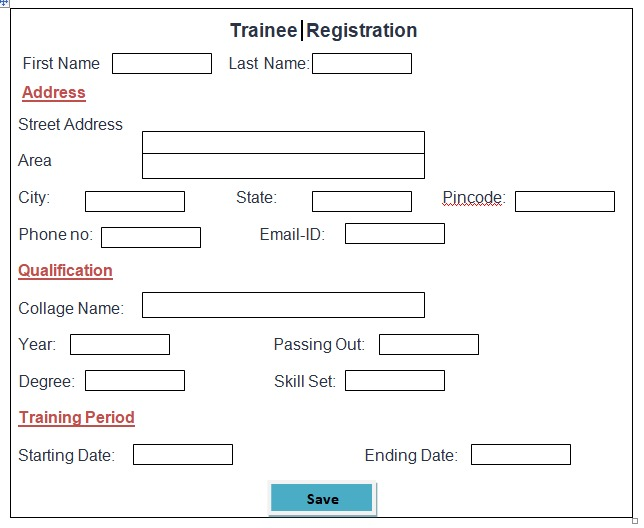 Trainee Registration
First Name Last Name:
Address
Street Address
Area
City: State: Pincode:
Phone no: Email-ID:
Qualification
Collage Name:
Year: Passing Out:
Degree: Skill Set:
Training Period
Starting Date: Ending Date:
Save